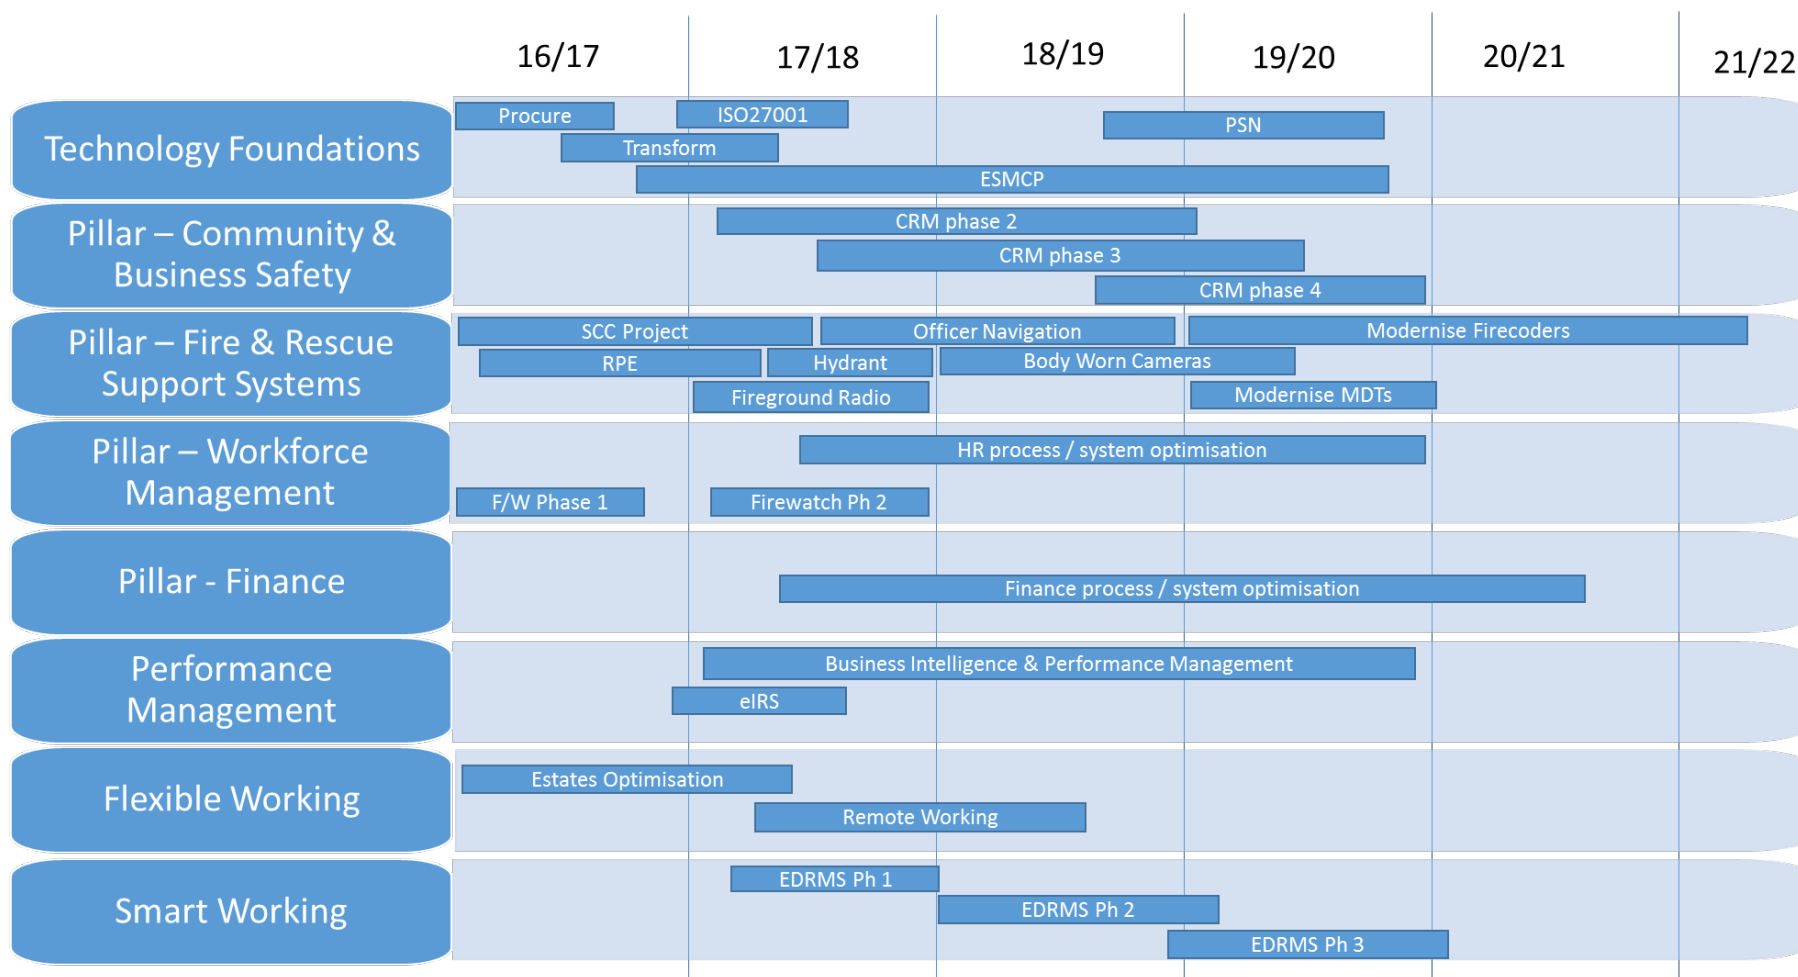 16/17
17/18
18/19
19/20
20/21
21/22
Technology Foundations
Procure
ISO27001
PSN
Transform
ESMCP
Pillar – Community &
Business Safety
CRM phase 2
CRM phase 3
CRM phase 4
Pillar – Fire & Rescue
Support Systems
SCC Project
Officer Navigation
Modernise Firecoders
RPE
Hydrant
Body Worn Cameras
Fireground Radio
Modernise MDTs
Pillar – Workforce
Management
HR process / system optimisation
F/W Phase 1
Firewatch Ph 2
Pillar - Finance
Finance process / system optimisation
Performance
Management
Business Intelligence & Performance Management
eIRS
Flexible Working
Estates Optimisation
Remote Working
Smart Working
EDRMS Ph 1
EDRMS Ph 2
EDRMS Ph 3